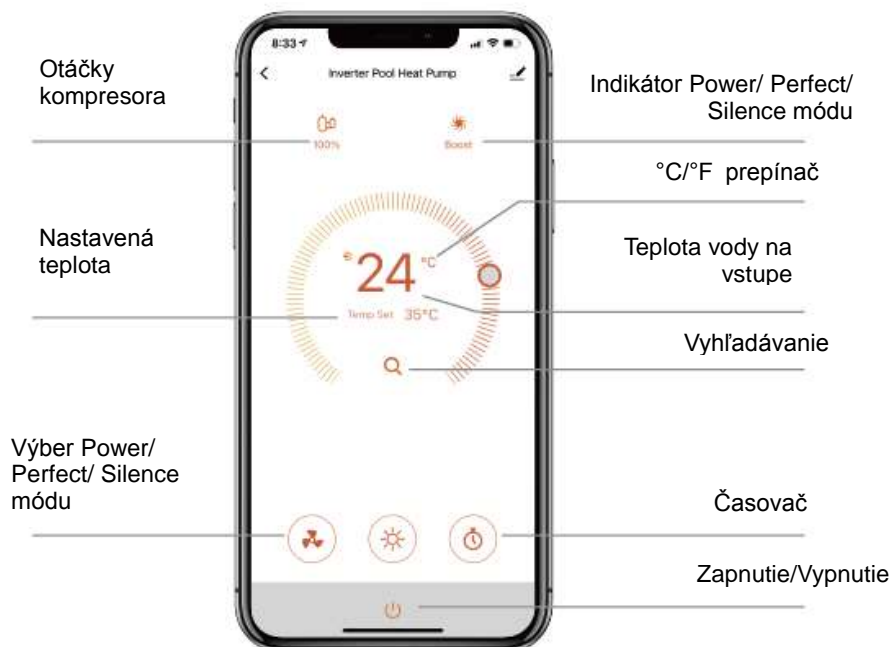 Otáčky
kompresora
Nastavená
teplota
Výber Power/
Perfect/ Silence
módu
8:33
Inverter Pool Heat Pump
100%
Boost
24 °C
Temp Set 35°C
Indikátor Power/ Perfect/
Silence módu
°C/°F prepínač
Teplota vody na
vstupe
Vyhľadávanie
Časovač
Zapnutie/Vypnutie